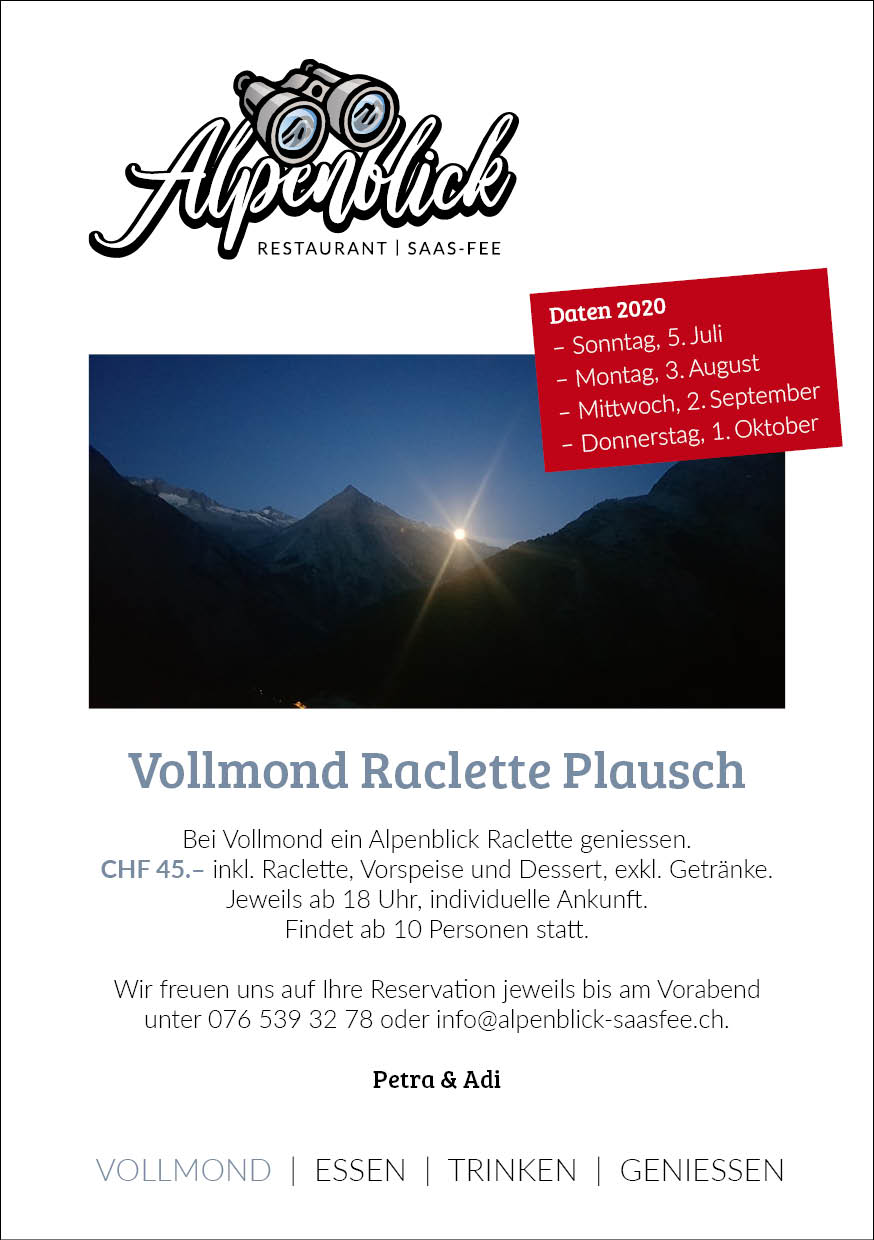 Alpenblick
RESTAURANT | SAAS-FEE
Daten 2020
– Sonntag, 5. Juli
– Montag, 3. August
– Mittwoch, 2. September
– Donnerstag, 1. Oktober
Vollmond Raclette Plausch
Bei Vollmond ein Alpenblick Raclette geniessen.
CHF 45.– inkl. Raclette, Vorspeise und Dessert, exkl. Getränke.
Jeweils ab 18 Uhr, individuelle Ankunft.
Findet ab 10 Personen statt.
Wir freuen uns auf Ihre Reservation jeweils bis am Vorabend
unter 076 539 32 78 oder info@alpenblick-saasfee.ch.
Petra & Adi
VOLLMOND | ESSEN | TRINKEN | GENIESSEN